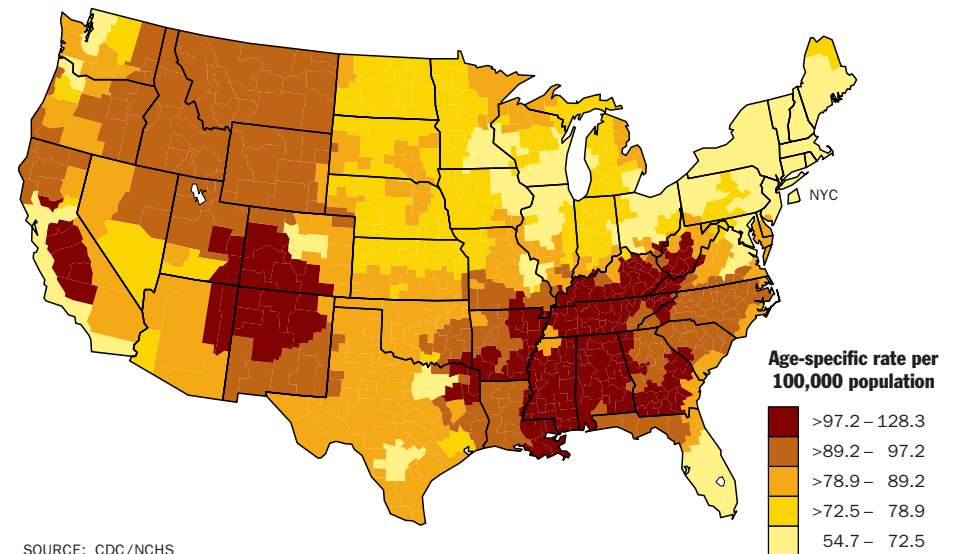 NYC
Age-specific rate per
100,000 population
>97.2 – 128.3
>89.2 – 97.2
>78.9 – 89.2
>72.5 – 78.9
54.7 – 72.5
SOURCE: CDC/NCHS